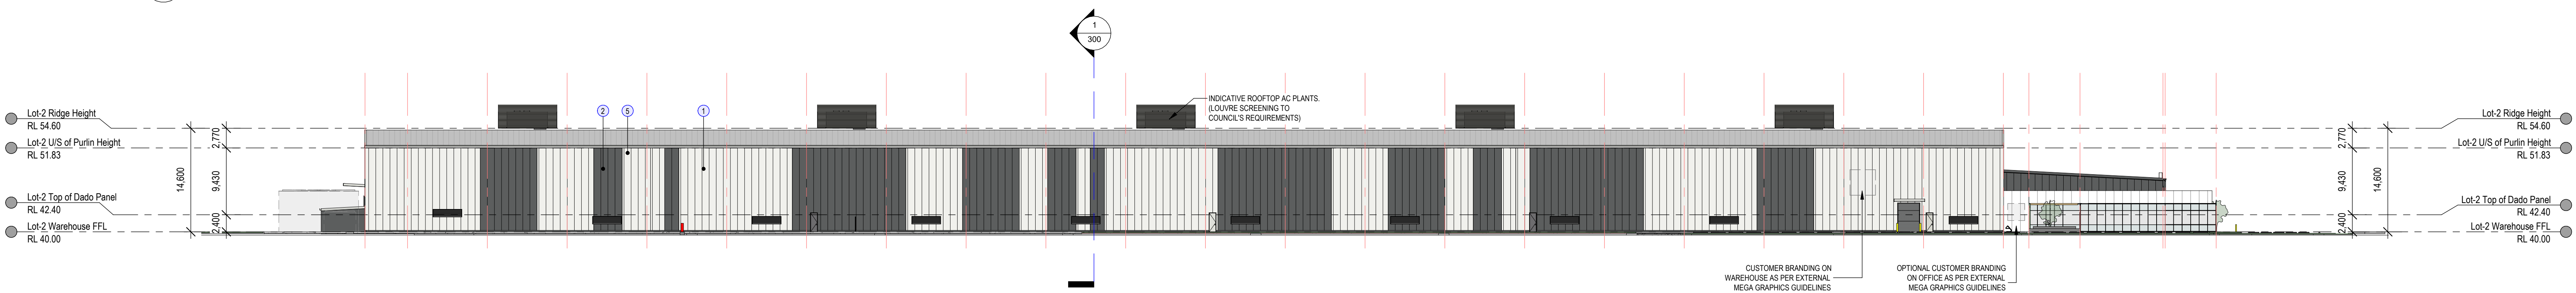 1
300
Lot-2 Ridge Height
RL 54.60
Lot-2 U/S of Purlin Height
RL 51.83
Lot-2 Top of Dado Panel
RL 42.40
Lot-2 Warehouse FFL
RL 40.00
14,600
2,770
9,430
2,400
2
5
1
INDICATIVE ROOFTOP AC PLANTS.
(LOUVRE SCREENING TO
COUNCIL'S REQUIREMENTS)
CUSTOMER BRANDING ON
WAREHOUSE AS PER EXTERNAL
MEGA GRAPHICS GUIDELINES
OPTIONAL CUSTOMER BRANDING
ON OFFICE AS PER EXTERNAL
MEGA GRAPHICS GUIDELINES
2,770
9,430
2,400
14,600
Lot-2 Ridge Height
RL 54.60
Lot-2 U/S of Purlin Height
RL 51.83
Lot-2 Top of Dado Panel
RL 42.40
Lot-2 Warehouse FFL
RL 40.00